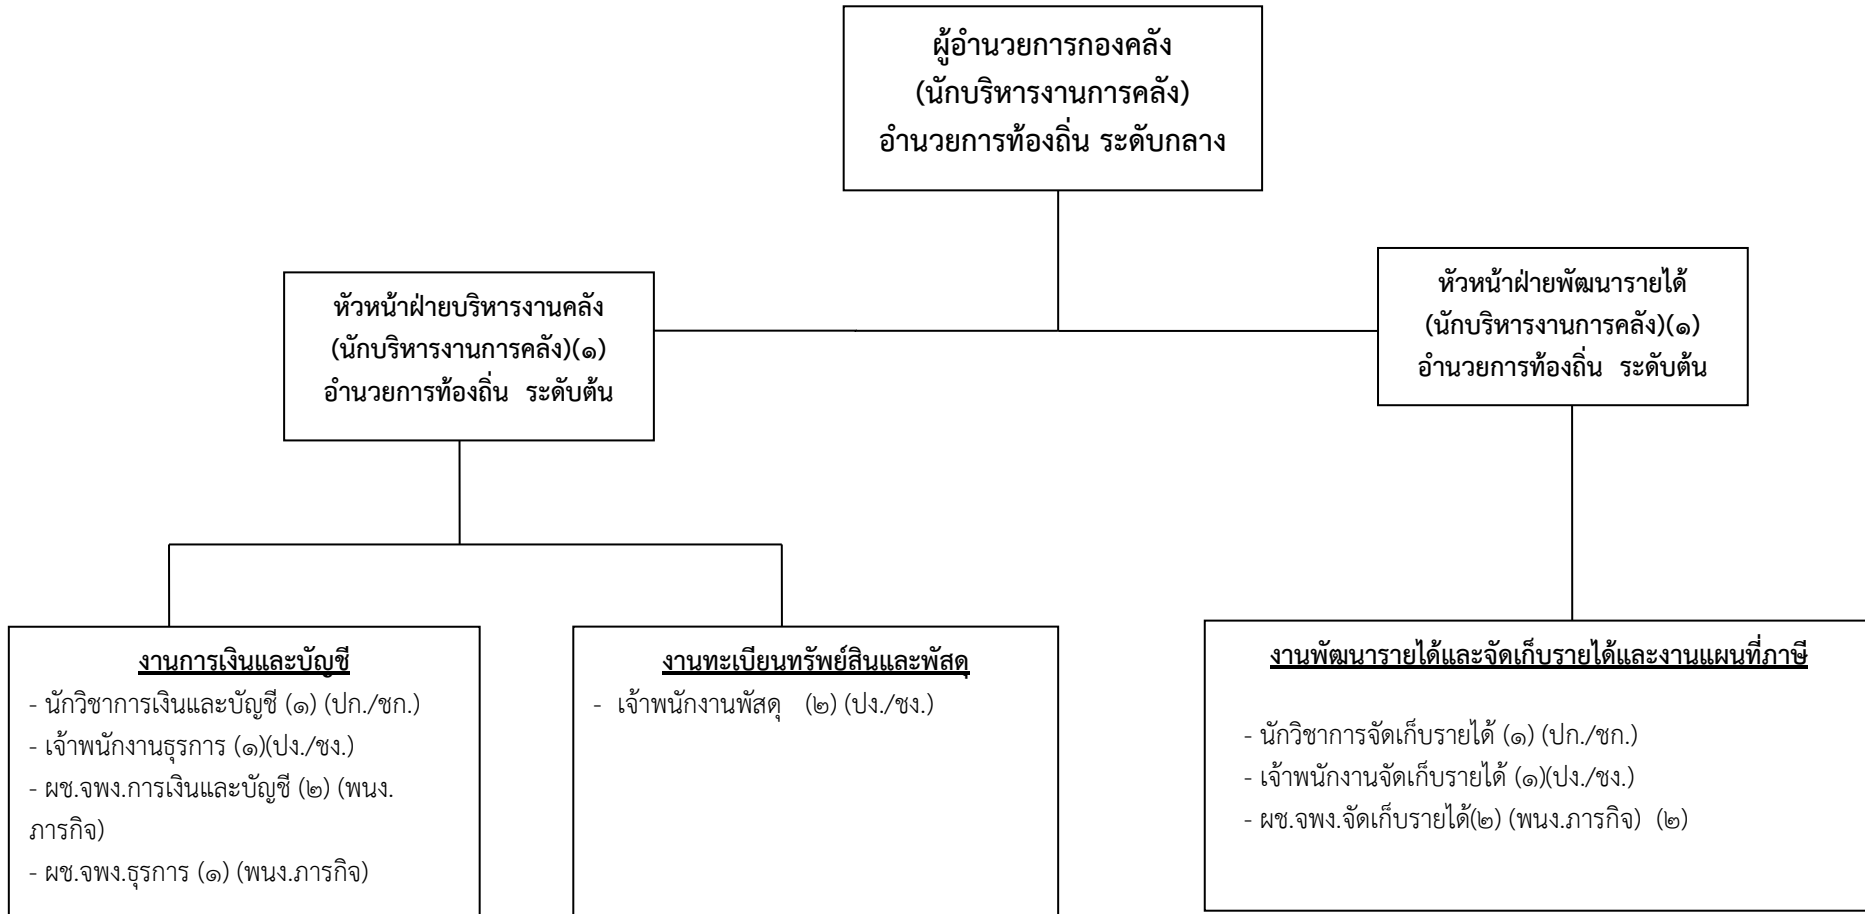 ผู้อำนวยการกองคลัง
(นักบริหารงานการคลัง)
อำนวยการท้องถิ่น ระดับกลาง
หัวหน้าฝ่ายบริหารงานคลัง
(นักบริหารงานการคลัง)(๑)
อำนวยการท้องถิ่น  ระดับต้น
หัวหน้าฝ่ายพัฒนารายได้
(นักบริหารงานการคลัง)(๑)
อำนวยการท้องถิ่น  ระดับต้น
งานการเงินและบัญชี
- นักวิชาการเงินและบัญชี (๑) (ปก./ชก.)
- เจ้าพนักงานธุรการ (๑)(ปง./ชง.)
- ผช.จพง.การเงินและบัญชี (๒) (พนง.
ภารกิจ)
- ผช.จพง.ธุรการ (๑) (พนง.ภารกิจ)
งานทะเบียนทรัพย์สินและพัสดุ
-  เจ้าพนักงานพัสดุ   (๒) (ปง./ชง.)
งานพัฒนารายได้และจัดเก็บรายได้และงานแผนที่ภาษี
- นักวิชาการจัดเก็บรายได้ (๑) (ปก./ชก.)
- เจ้าพนักงานจัดเก็บรายได้ (๑)(ปง./ชง.)
- ผช.จพง.จัดเก็บรายได้(๒) (พนง.ภารกิจ)  (๒)